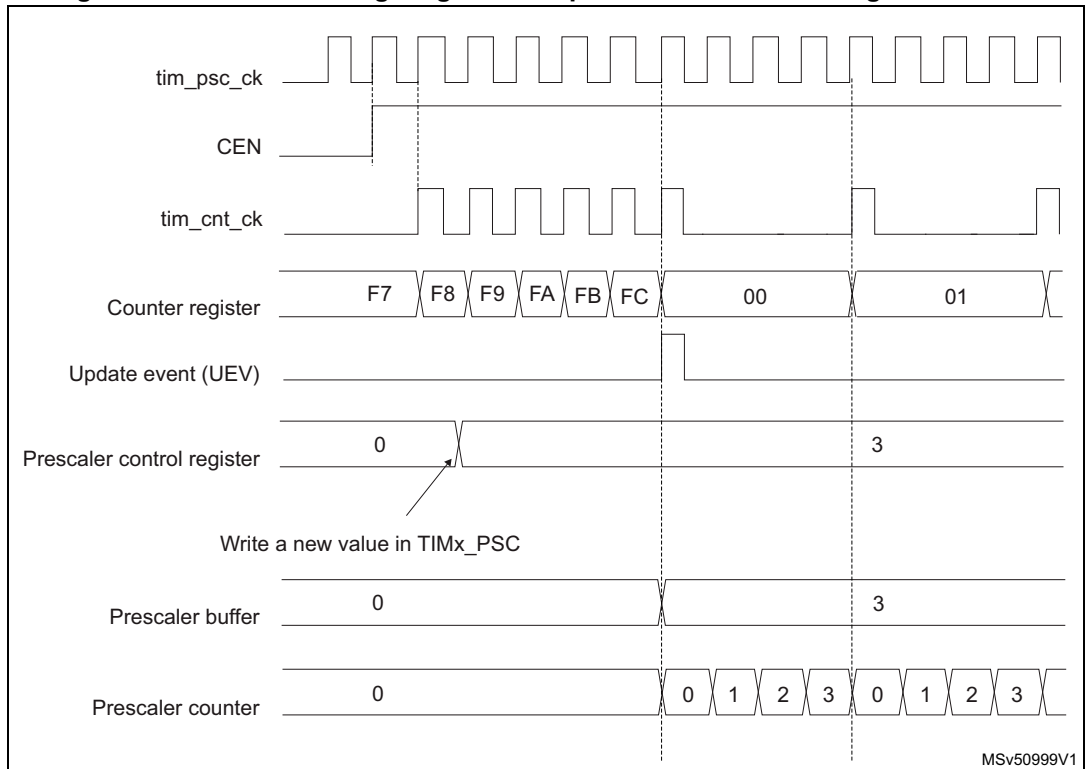 tim_psc_ck
CEN
tim_cnt_ck
Counter register F7 F8 F9 FA FB FC 00 01
Update event (UEV)
Prescaler control register 0 3
Write a new value in TIMx_PSC
Prescaler buffer 0 3
Prescaler counter 0 0 1 2 3 0 1 2 3
MSv50999V1